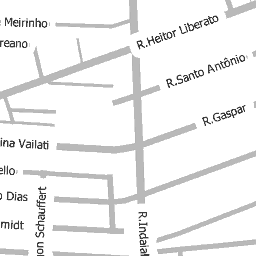 Meirinho
R.Heitor Liberato
reano
R.Santo Antônio
R.Gaspar
ina Vailati
ello
Dias
midt
on Schauffert
R.Indaial